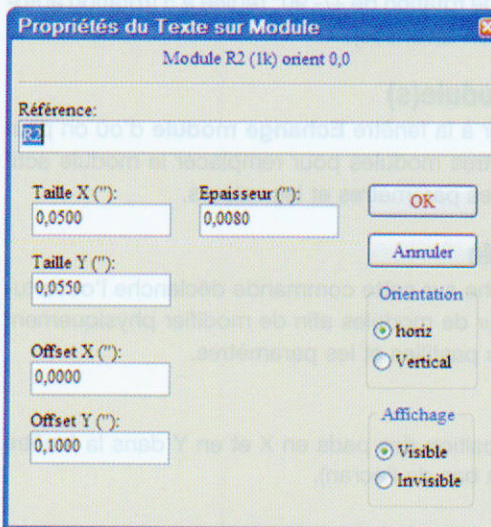 Propriétés du Texte sur Module
Module R2 (1k) orient 0,0
Référence:
R2
Taille X ("):
0,0500
Epaisseur ("):
0,0080
OK
Annuler
Taille Y ("):
0,0550
Orientation
horiz
Vertical
Offset X ("):
0,0000
Offset Y ("):
0,1000
Affichage
Visible
Invisible